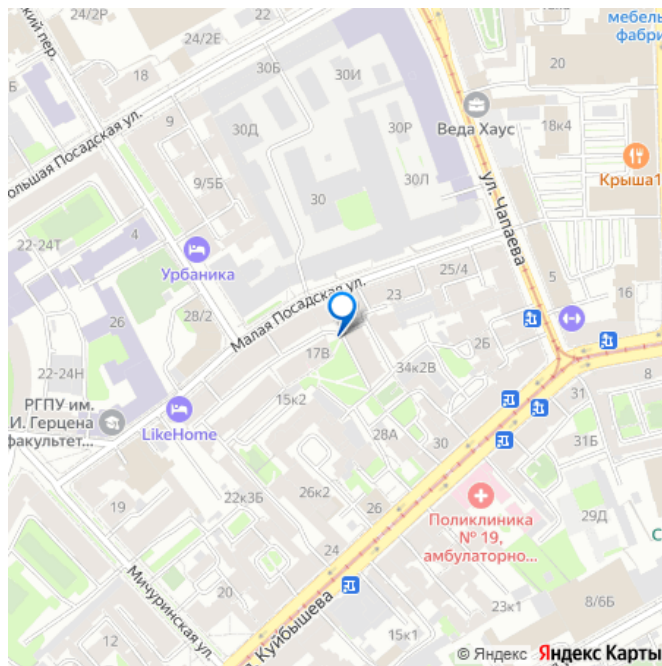 24/2Р
22
мебель
фабри
кий пер.
24/2Е
30Б
30И
20
18
Веда Хаус
18к4
9
30Д
30Р
ольшая Посадская ул.
Крыша1
9/5Б
30Л
ул. Чапаева
30
22-24Т
4
Урбаника
25/4
5
Малая Посадская ул.
23
16
26
28/2
17В
2Б
34к2В
22-24Н
8
РГПУ им.
И. Герцена
факультет...
15к2
31
LikeHome
28А
30
31Б
19
22к3Б
26к2
26
Поликлиника
№ 19,
амбулаторно...
29Д
С
24
Мичуринская ул.
20
8/6Б
23к1
12
15к1
л. Куйбышева
© Яндекс Яндекс Карты